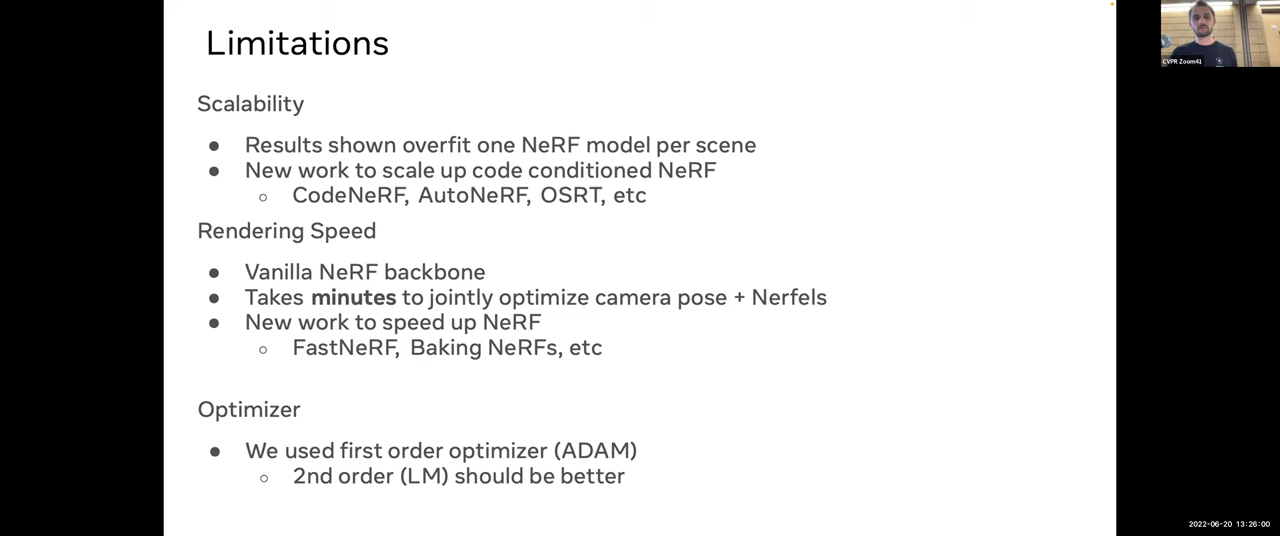 Limitations
Scalability
● Results shown overfit one NeRF model per scene
● New work to scale up code conditioned NeRF
○ CodeNeRF, AutoNeRF, OSRT, etc
Rendering Speed
● Vanilla NeRF backbone
● Takes minutes to jointly optimize camera pose + Nerfels
● New work to speed up NeRF
○ FastNeRF, Baking NeRFs, etc
Optimizer
● We used first order optimizer (ADAM)
○ 2nd order (LM) should be better
CVPR Zoom41
2022-06-20 13:26:00